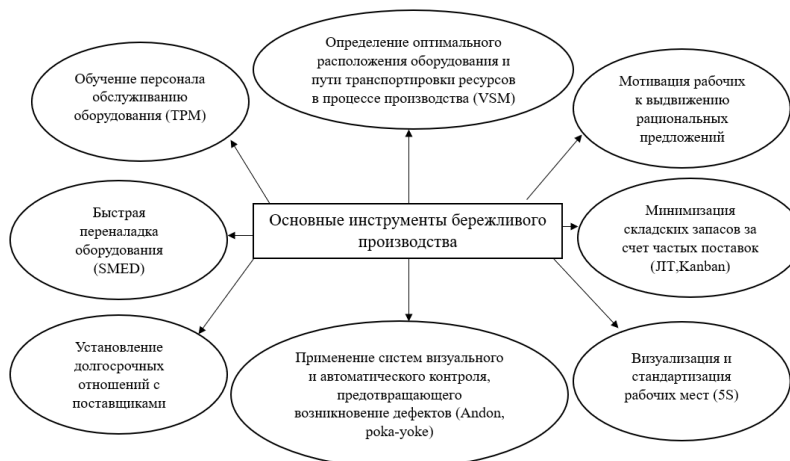 Определение оптимального
расположения оборудования и
пути транспортировки ресурсов
в процессе производства (VSM)
Обучение персонала
обслуживанию
оборудования (TPM)
Мотивация рабочих
к выдвижению
рациональных
предложений
Быстрая
переналадка
оборудования
(SMED)
Основные инструменты бережливого
производства
Минимизация
складских запасов за
счет частых поставок
(JIT,Kanban)
Установление
долгосрочных
отношений с
поставщиками
Применение систем визуального
и автоматического контроля,
предотвращающего
возникновение дефектов (Andon,
poka-yoke)
Визуализация и
стандартизация
рабочих мест (5S)